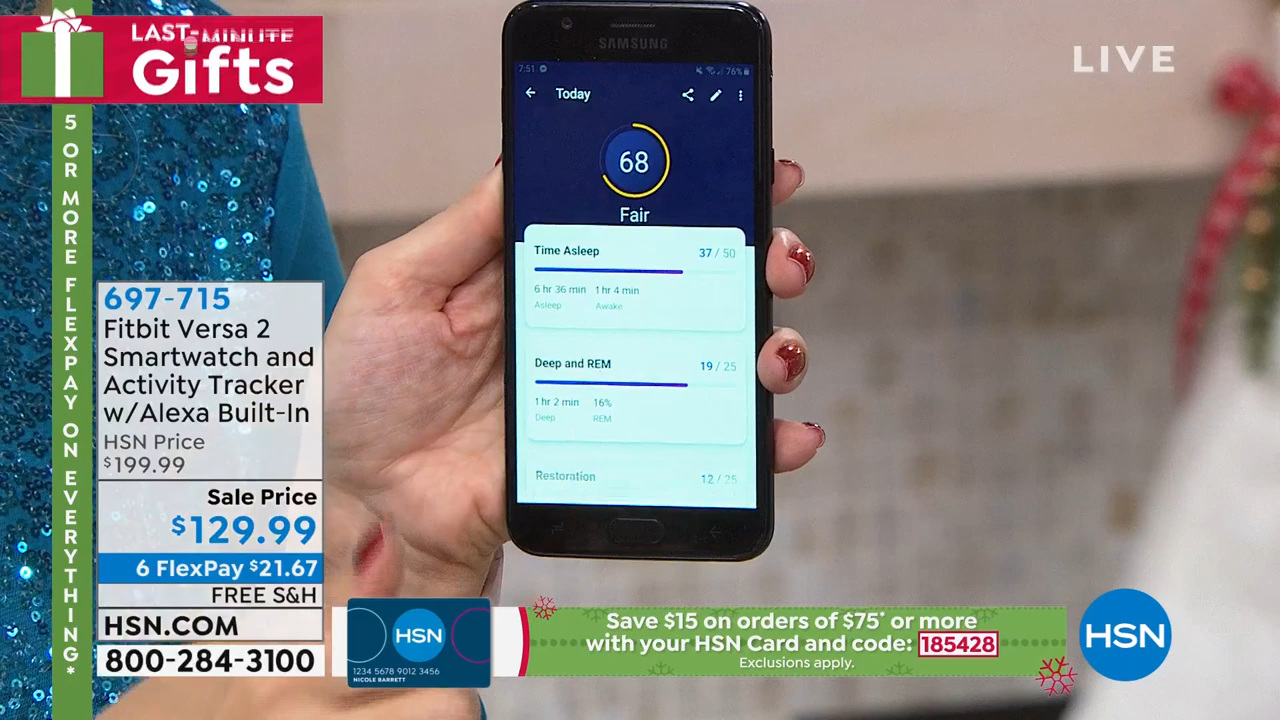 LAST-MINUTE
Gifts
5 OR MORE FLEXPAY ON EVERYTHING*
697-715
Fitbit Versa 2
Smartwatch and
Activity Tracker
w/Alexa Built-In
HSN Price
$199.99
Sale Price
$129.99
6 FlexPay $21.67
FREE S&H
HSN.COM
800-284-3100
SAMSUNG
7:51
76%
Today
68
Fair
Time Asleep 37 / 50
6 hr 36 min 1 hr 4 min
Asleep Awake
Deep and REM 19 / 25
1 hr 2 min 16%
Deep REM
Restoration 12 / 25
LIVE
HSN
1234 5678 9012 3456
NICOLE BARRETT
Save $15 on orders of $75* or more
with your HSN Card and code: 185428
Exclusions apply.
HSN